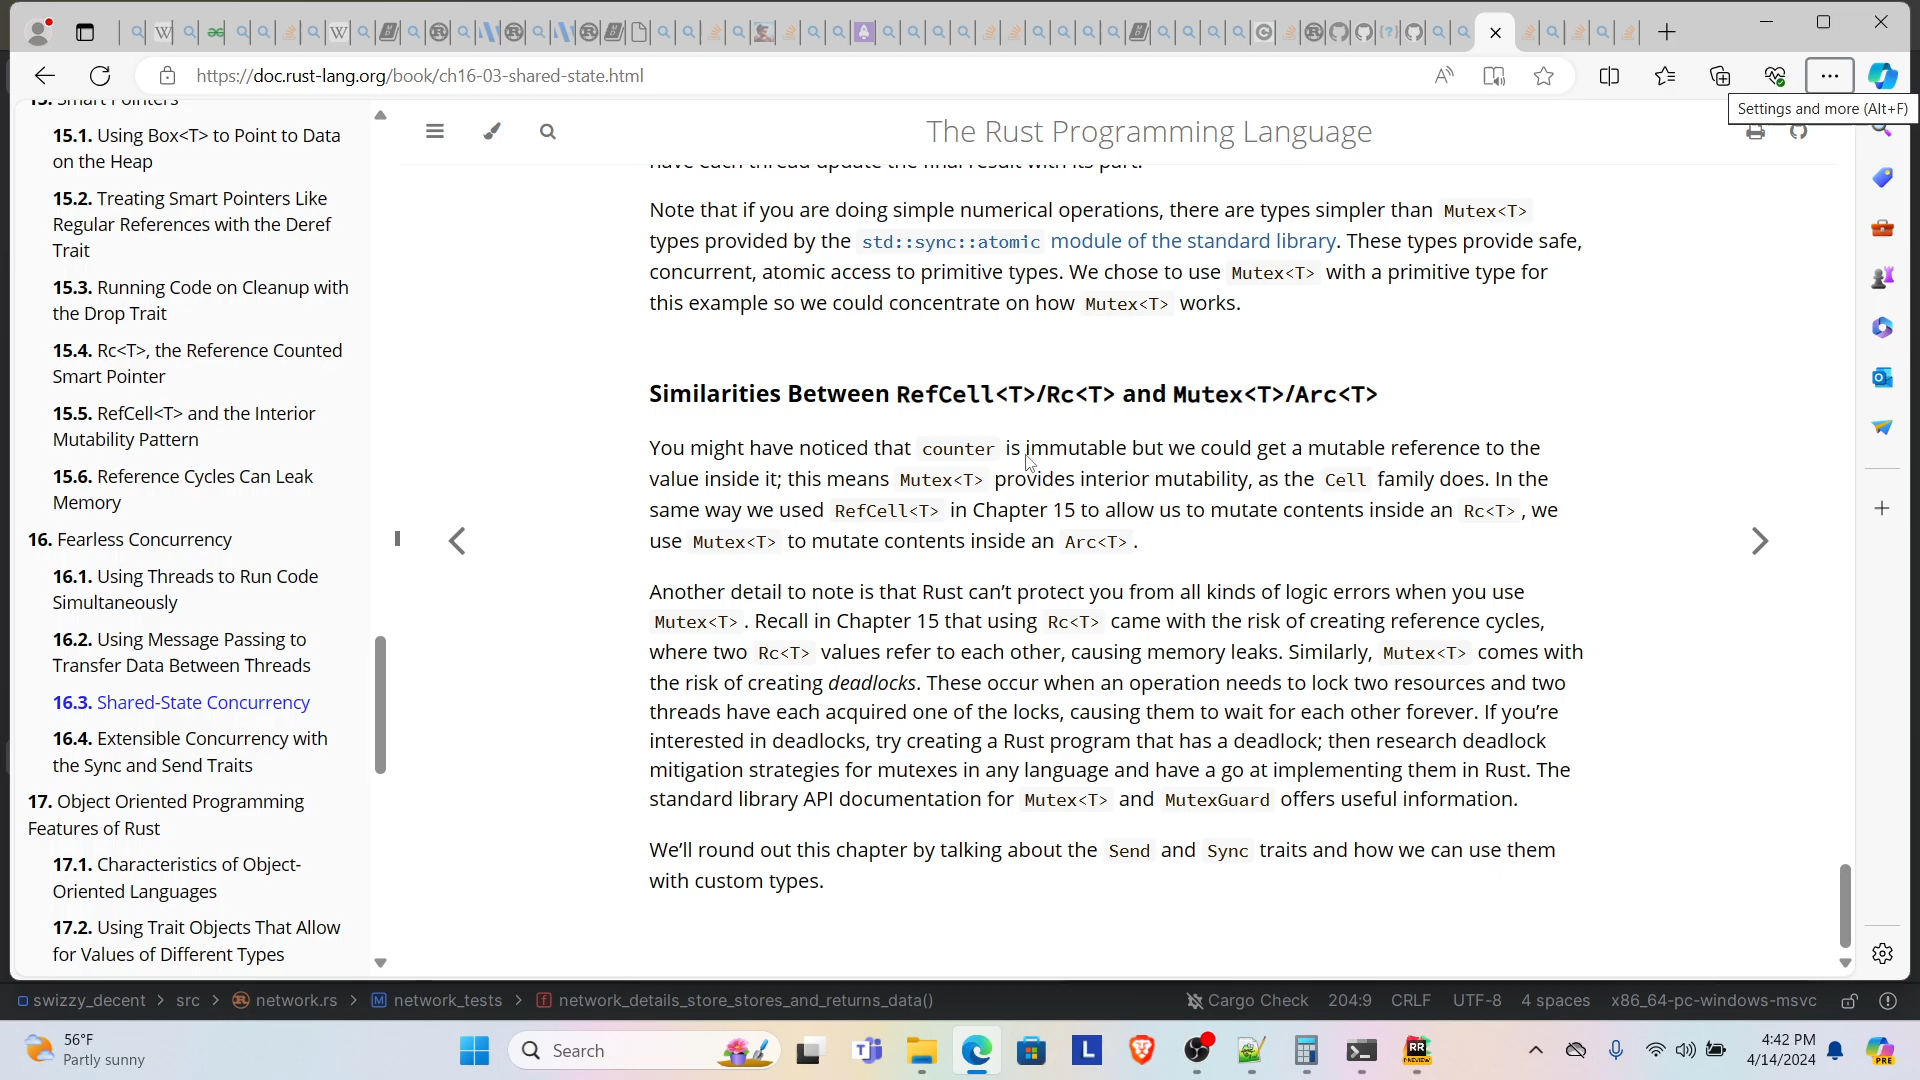 https://doc.rust-lang.org/book/ch16-03-shared-state.html
Settings and more (Alt+F)
15. Smart Pointers
15.1. Using Box<T> to Point to Data
on the Heap
15.2. Treating Smart Pointers Like
Regular References with the Deref
Trait
15.3. Running Code on Cleanup with
the Drop Trait
15.4. Rc<T>, the Reference Counted
Smart Pointer
15.5. RefCell<T> and the Interior
Mutability Pattern
15.6. Reference Cycles Can Leak
Memory
16. Fearless Concurrency
16.1. Using Threads to Run Code
Simultaneously
16.2. Using Message Passing to
Transfer Data Between Threads
16.3. Shared-State Concurrency
16.4. Extensible Concurrency with
the Sync and Send Traits
17. Object Oriented Programming
Features of Rust
17.1. Characteristics of Object-
Oriented Languages
17.2. Using Trait Objects That Allow
for Values of Different Types
The Rust Programming Language
have each thread update the final result with its part.
Note that if you are doing simple numerical operations, there are types simpler than Mutex<T>
types provided by the std::sync::atomic module of the standard library. These types provide safe,
concurrent, atomic access to primitive types. We chose to use Mutex<T> with a primitive type for
this example so we could concentrate on how Mutex<T> works.
Similarities Between RefCell<T>/Rc<T> and Mutex<T>/Arc<T>
You might have noticed that counter is immutable but we could get a mutable reference to the
value inside it; this means Mutex<T> provides interior mutability, as the Cell family does. In the
same way we used RefCell<T> in Chapter 15 to allow us to mutate contents inside an Rc<T>, we
use Mutex<T> to mutate contents inside an Arc<T>.
Another detail to note is that Rust can’t protect you from all kinds of logic errors when you use
Mutex<T>. Recall in Chapter 15 that using Rc<T> came with the risk of creating reference cycles,
where two Rc<T> values refer to each other, causing memory leaks. Similarly, Mutex<T> comes with
the risk of creating deadlocks. These occur when an operation needs to lock two resources and two
threads have each acquired one of the locks, causing them to wait for each other forever. If you’re
interested in deadlocks, try creating a Rust program that has a deadlock; then research deadlock
mitigation strategies for mutexes in any language and have a go at implementing them in Rust. The
standard library API documentation for Mutex<T> and MutexGuard offers useful information.
We’ll round out this chapter by talking about the Send and Sync traits and how we can use them
with custom types.
swizzy_decent > src > network.rs > network_tests > network_details_store_stores_and_returns_data()
Cargo Check 204:9 CRLF UTF-8 4 spaces x86_64-pc-windows-msvc
56°F
Partly sunny
Search
4:42 PM
4/14/2024